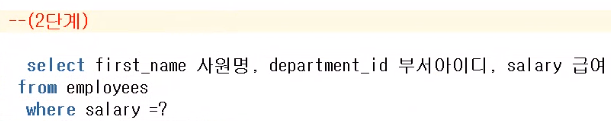 --(2단계)
select first_name 사원명, department_id 부서아이디, salary 급여
from employees
where salary =?